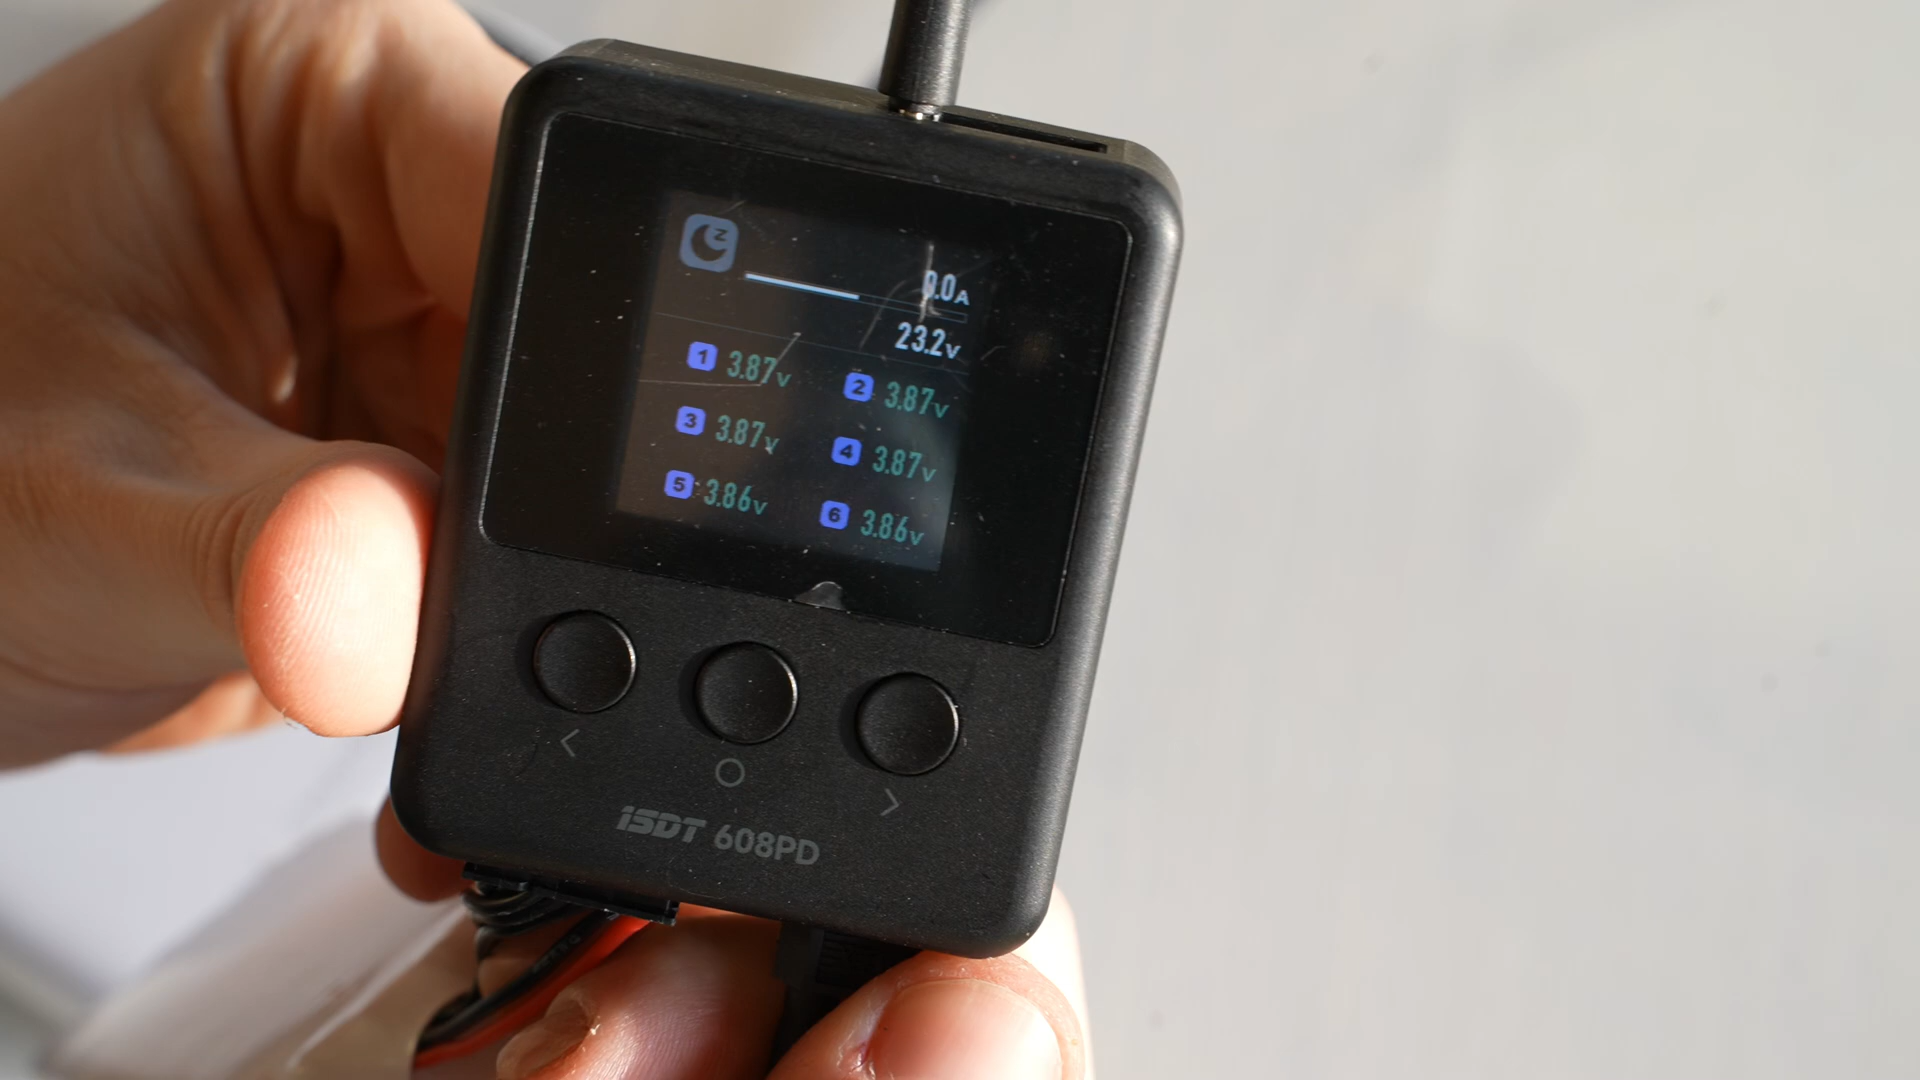 Z
0.0A
23.2V
1 3.87V 2 3.87V
3 3.87V 4 3.87V
5 3.86V 6 3.86V
< ○ >
iSDT 608PD